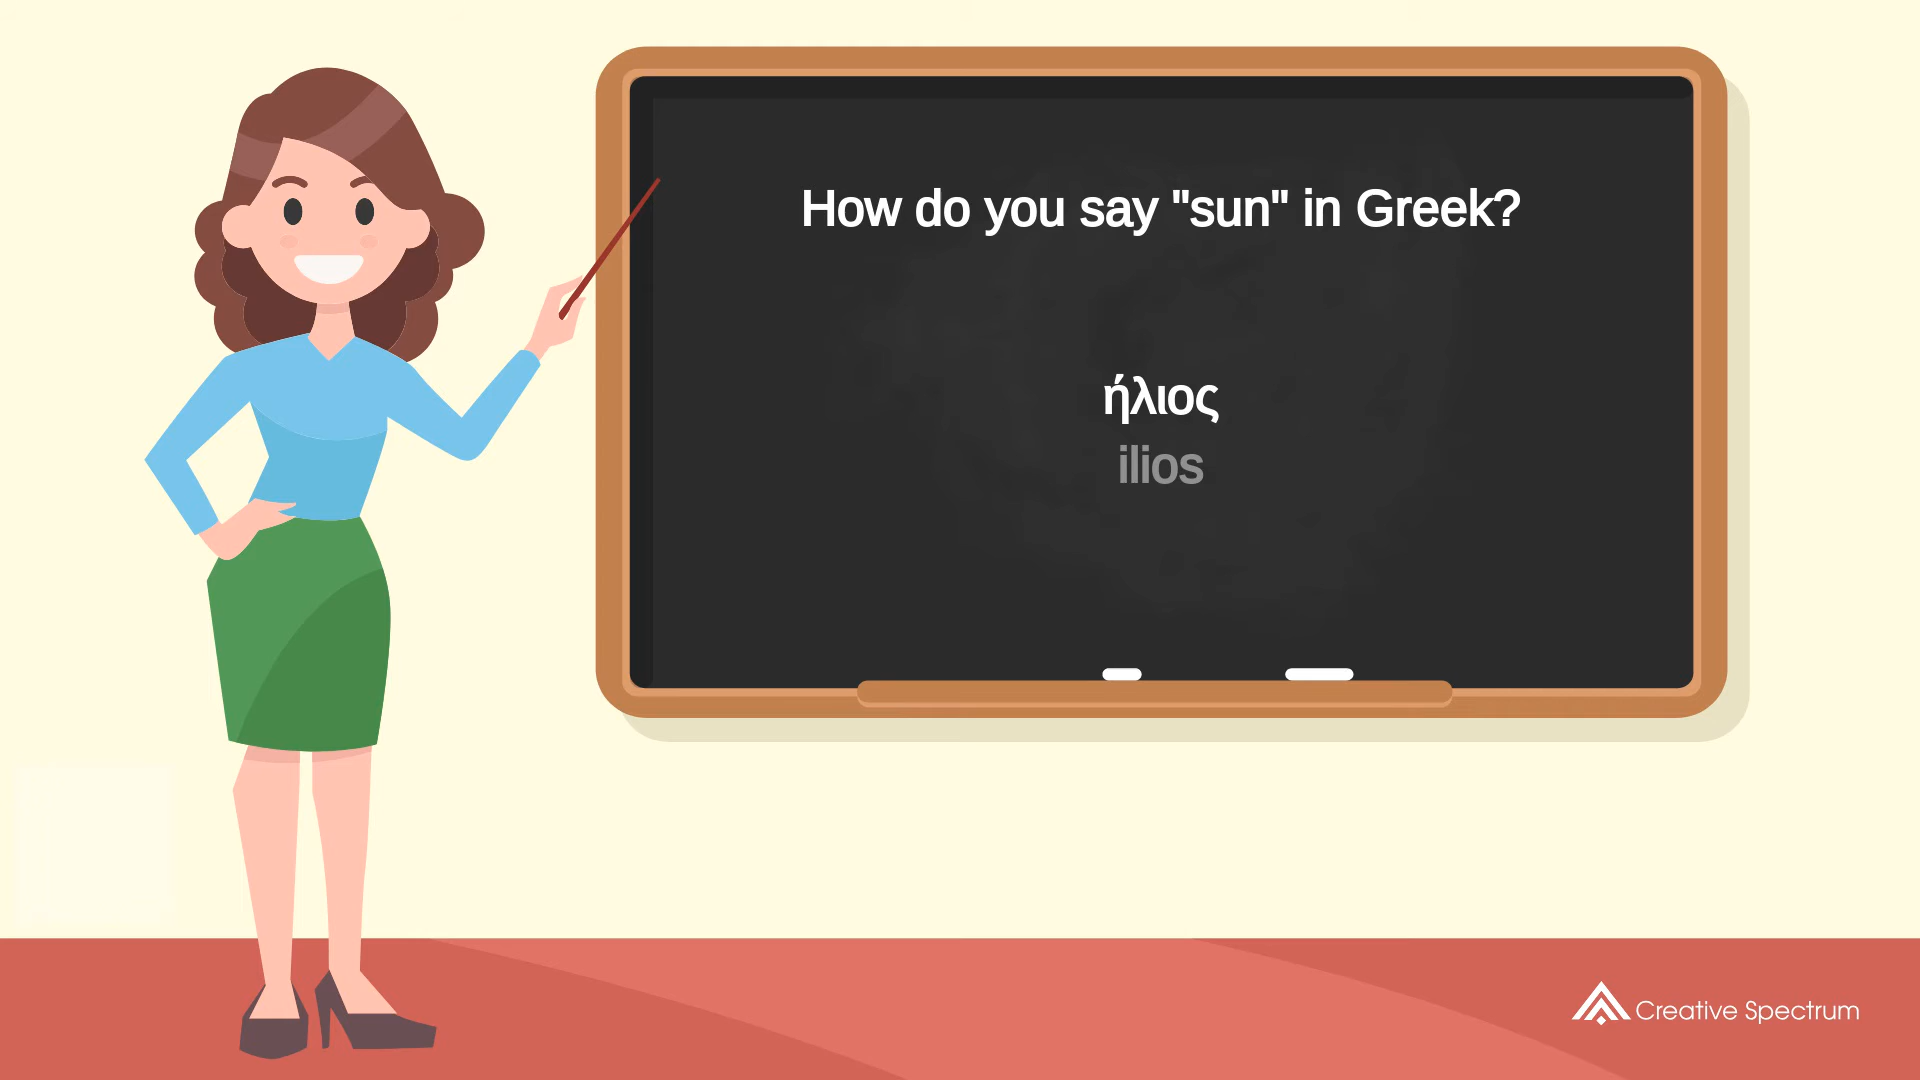 How do you say "sun" in Greek?
ήλιος
ilios
Creative Spectrum